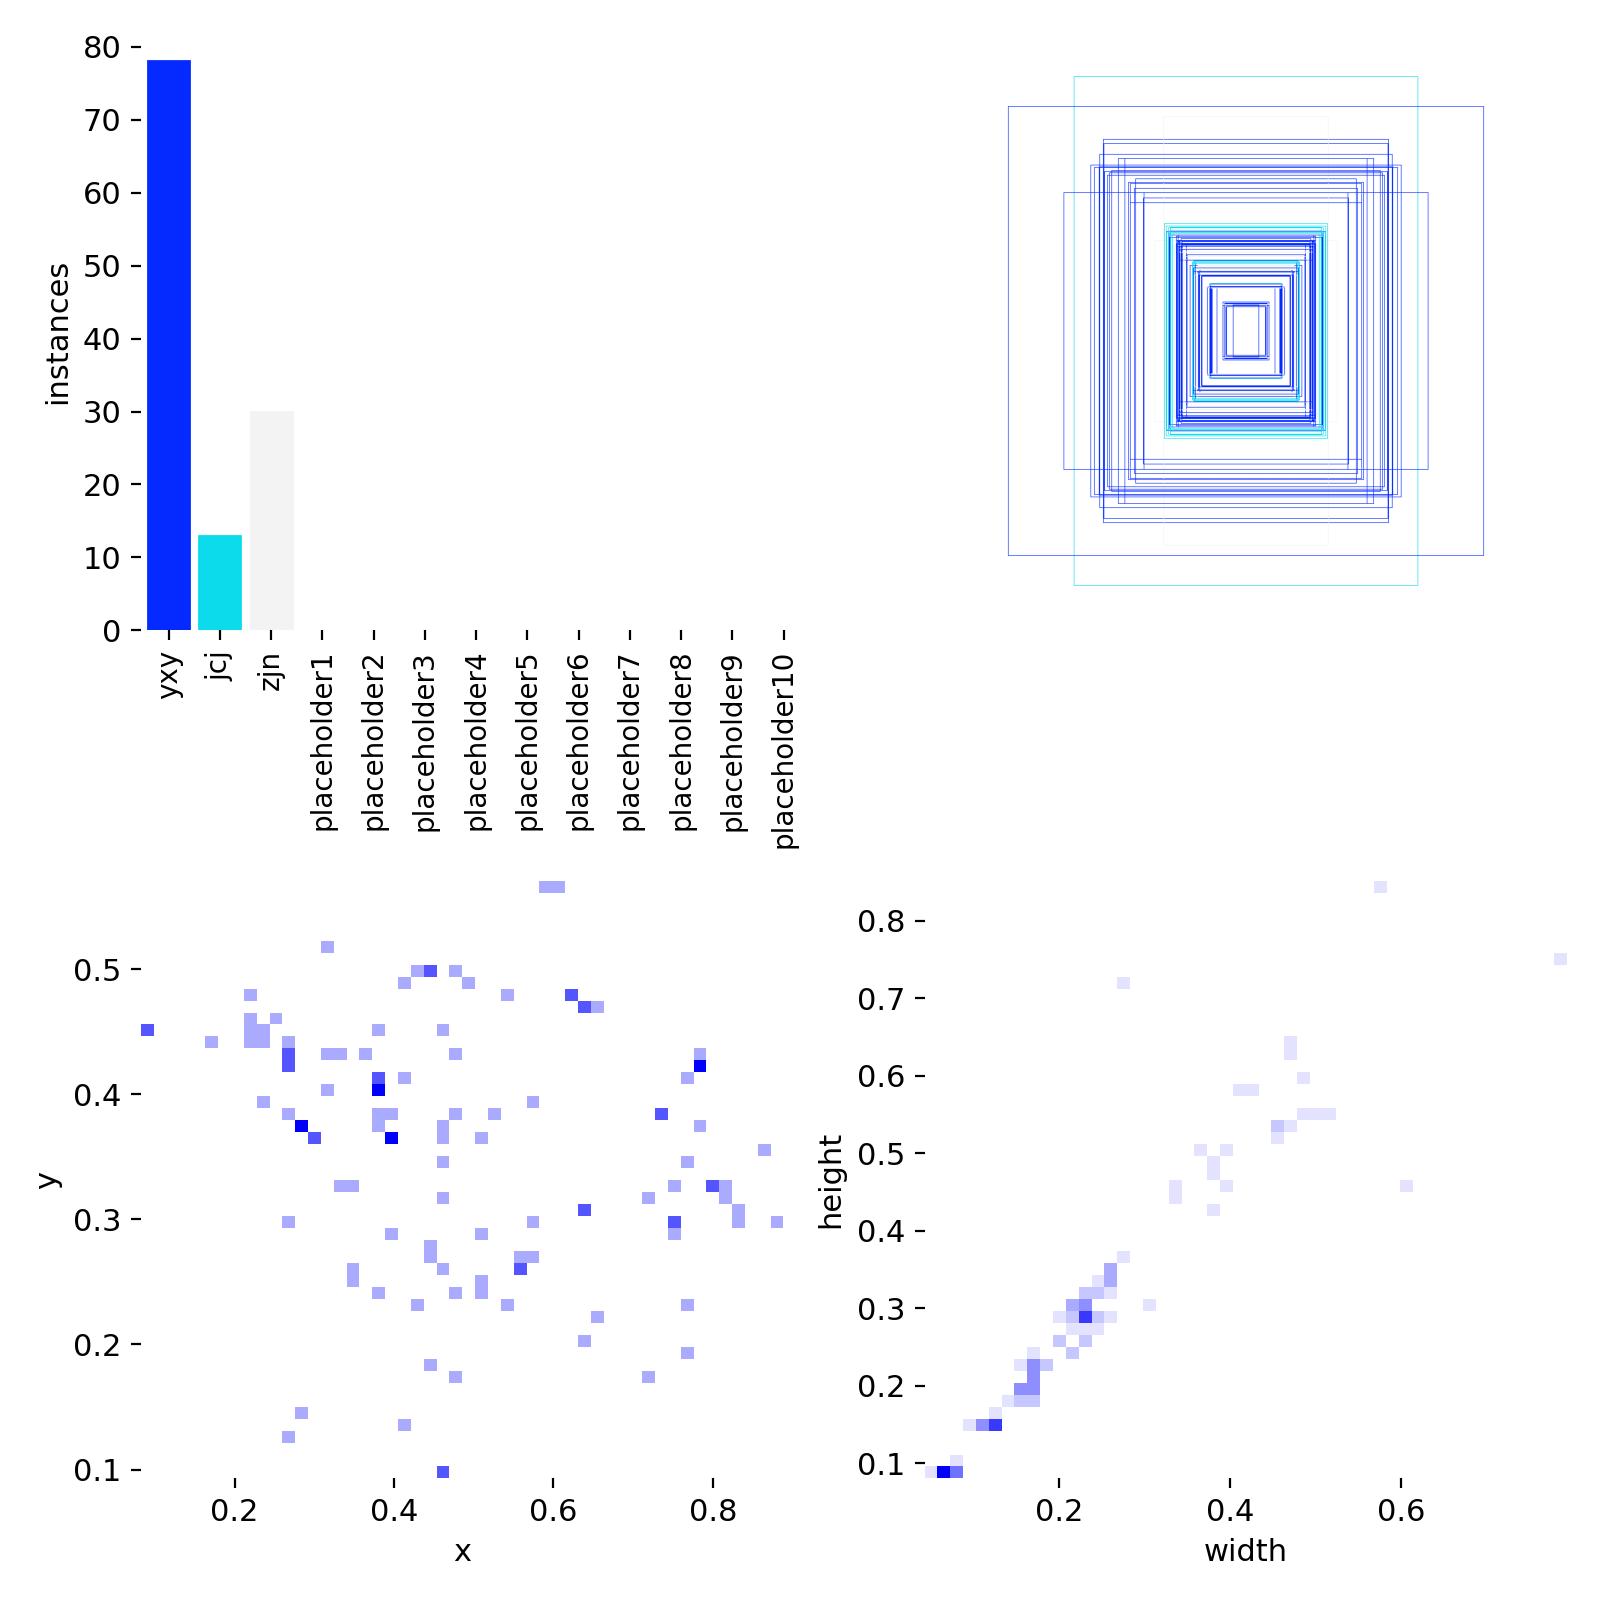 80
70
60
50
40
30
20
10
0
instances
yxy
jcj
zjn
placeholder1
placeholder2
placeholder3
placeholder4
placeholder5
placeholder6
placeholder7
placeholder8
placeholder9
placeholder10
0.5
0.4
0.3
0.2
0.1
y
0.2 0.4 0.6 0.8
x
0.8
0.7
0.6
0.5
0.4
0.3
0.2
0.1
height
0.2 0.4 0.6
width